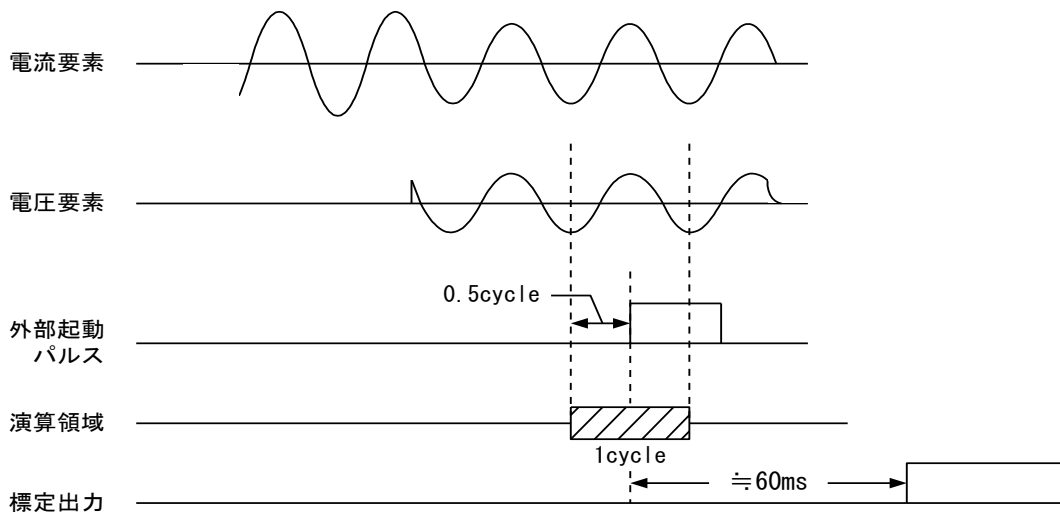 電流要素
電圧要素
0.5cycle
外部起動
パルス
演算領域
1cycle
≒60ms
標定出力